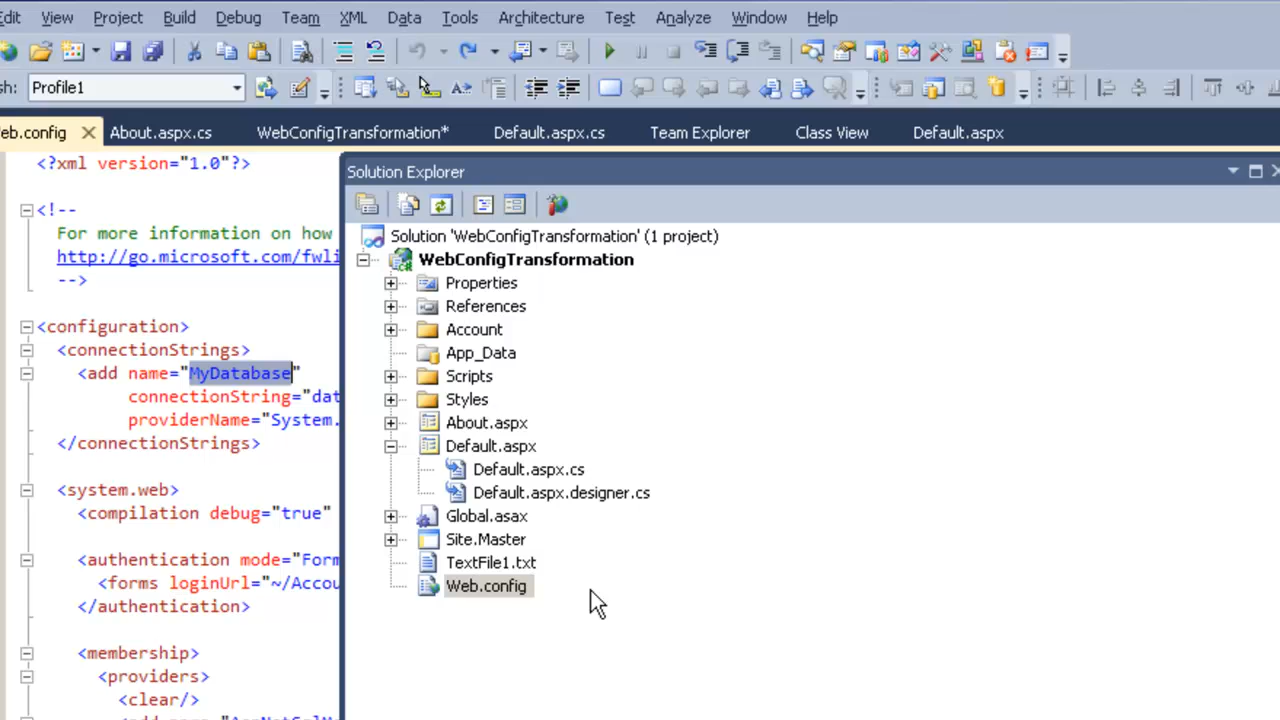 Edit View Project Build Debug Team XML Data Tools Architecture Test Analyze Window Help
Profile1
About.aspx.cs WebConfigTransformation* Default.aspx.cs Team Explorer Class View Default.aspx
<?xml version="1.0"?>
<!--
For more information on how
http://go.microsoft.com/fwli
-->
<configuration>
<connectionStrings>
<add name="MyDatabase"
connectionString="dat
providerName="System.
</connectionStrings>
<system.web>
<compilation debug="true"
<authentication mode="For
<forms loginUrl="~/Accou
</authentication>
<membership>
<providers>
<clear/>
Solution Explorer
Solution 'WebConfigTransformation' (1 project)
WebConfigTransformation
Properties
References
Account
App_Data
Scripts
Styles
About.aspx
Default.aspx
Default.aspx.cs
Default.aspx.designer.cs
Global.asax
Site.Master
TextFile1.txt
Web.config